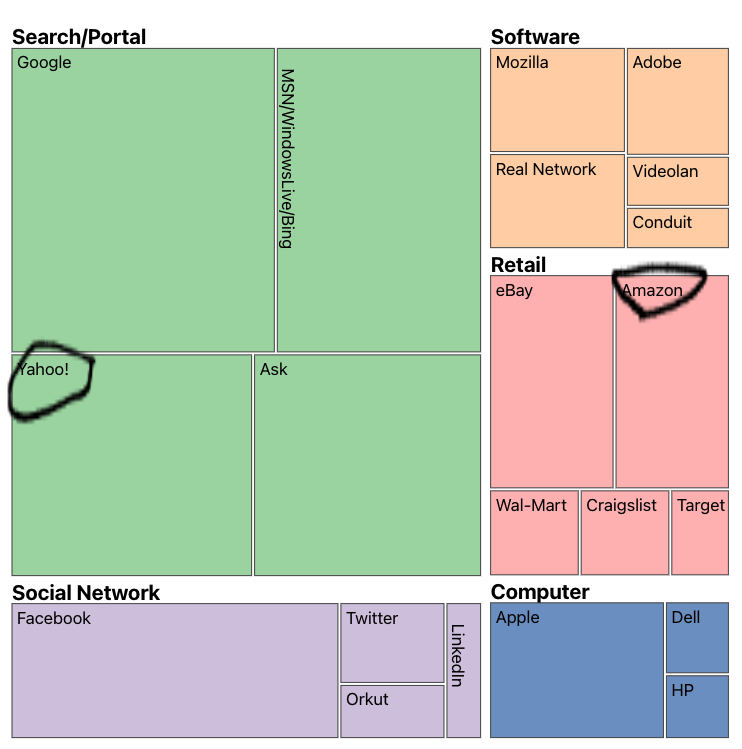 Search/Portal
Google
MSN/WindowsLive/Bing
Yahoo!
Ask
Software
Mozilla
Adobe
Real Network
Videolan
Conduit
Retail
eBay
Amazon
Wal-Mart
Craigslist
Target
Social Network
Facebook
Twitter
LinkedIn
Orkut
Computer
Apple
Dell
HP